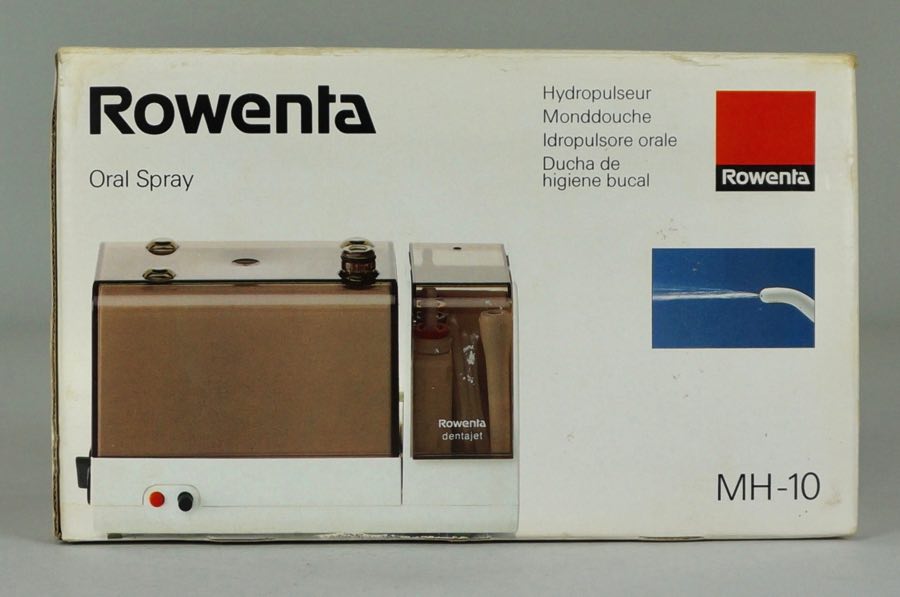 Rowenta
Oral Spray
Hydropulseur
Monddouche
Idropulsore orale
Ducha de
higiene bucal
Rowenta
Rowenta
dentajet
MH-10